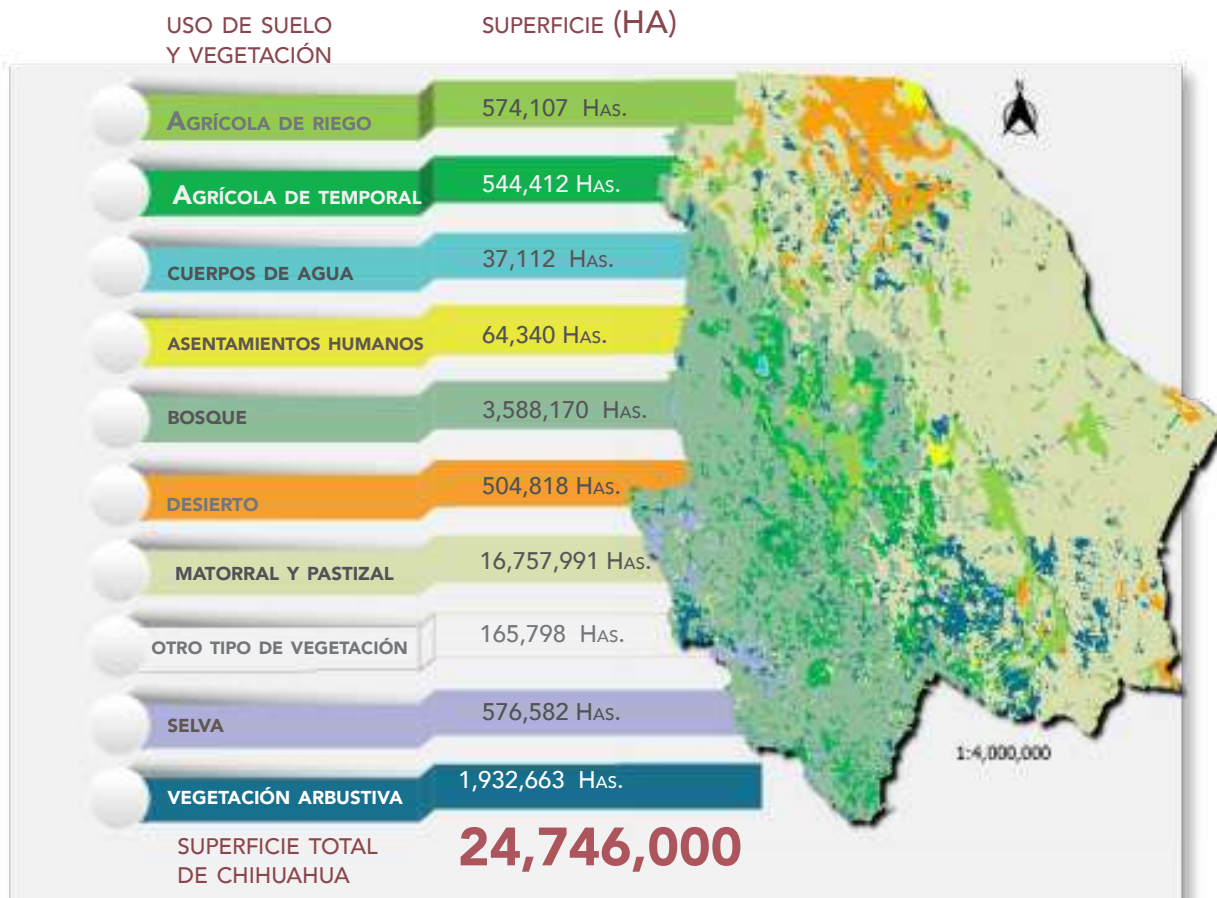 USO DE SUELO
Y VEGETACIÓN
SUPERFICIE (HA)
N
AGRÍCOLA DE RIEGO 574,107 HAS.
AGRÍCOLA DE TEMPORAL 544,412 HAS.
CUERPOS DE AGUA 37,112 HAS.
ASENTAMIENTOS HUMANOS 64,340 HAS.
BOSQUE 3,588,170 HAS.
DESIERTO 504,818 HAS.
MATORRAL Y PASTIZAL 16,757,991 HAS.
OTRO TIPO DE VEGETACIÓN 165,798 HAS.
SELVA 576,582 HAS.
1:4,000,000
VEGETACIÓN ARBUSTIVA 1,932,663 HAS.
SUPERFICIE TOTAL
DE CHIHUAHUA
24,746,000